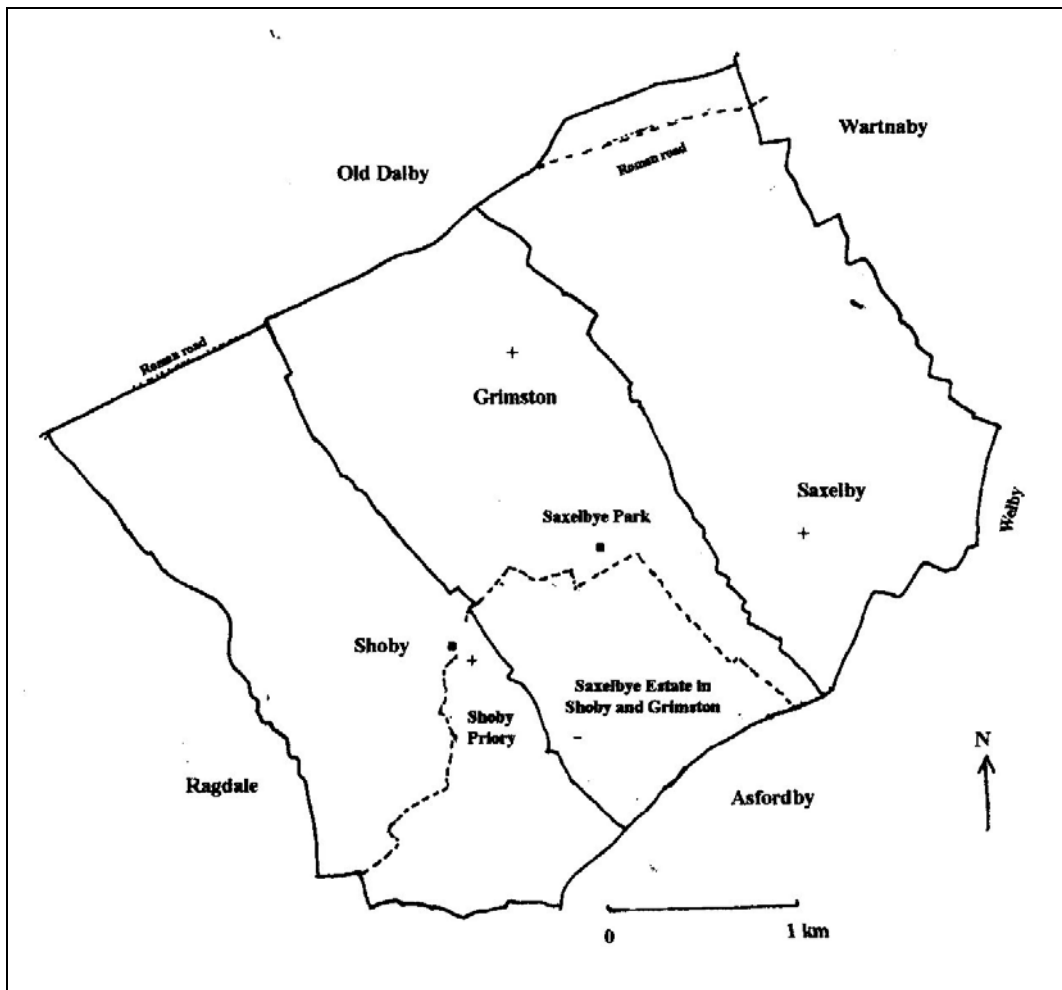 Wartnaby
Roman road
Old Dalby
Roman road
Grimston
Saxelby
Welby
Saxelbye Park
Shoby
Saxelbye Estate in
Shoby and Grimston
Shoby
Priory
N
Ragdale
Asfordby
0
1 km